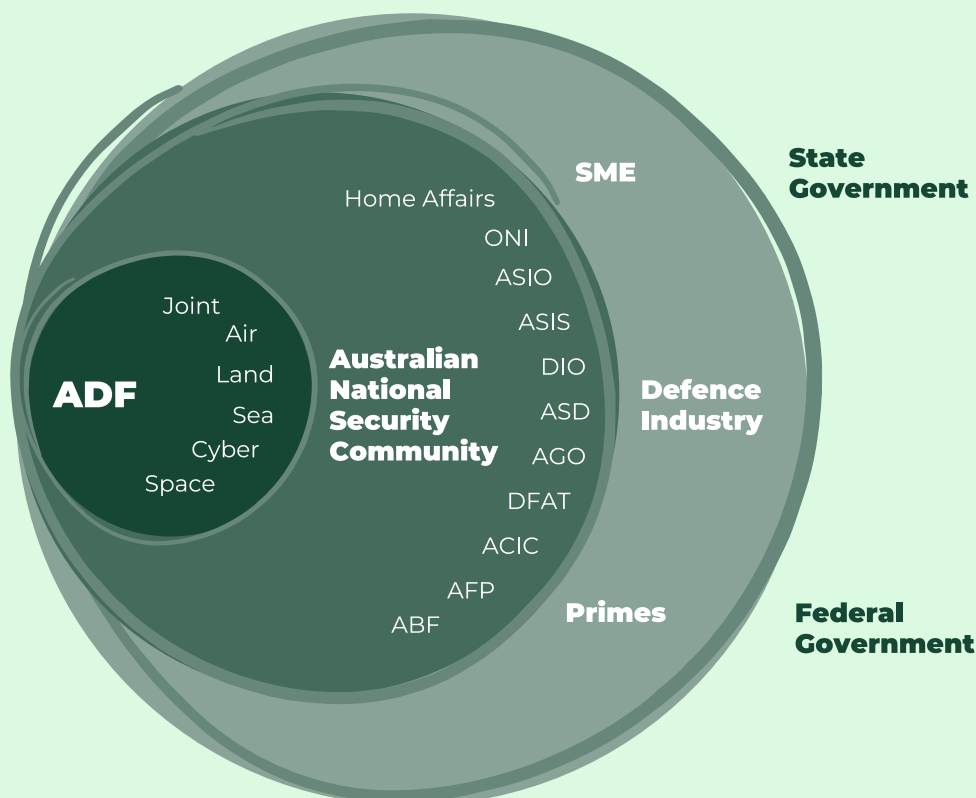 ADF
Joint
Air
Land
Sea
Cyber
Space
Australian
National
Security
Community
Home Affairs
ONI
ASIO
ASIS
DIO
ASD
AGO
DFAT
ACIC
AFP
ABF
SME
Defence
Industry
Primes
State
Government
Federal
Government